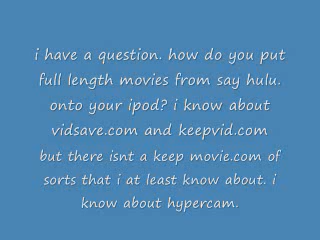 i have a question. how do you put
full length movies from say hulu.
onto your ipod? i know about
vidsave.com and keepvid.com
but there isnt a keep movie.com of
sorts that i at least know about. i
know about hypercam.